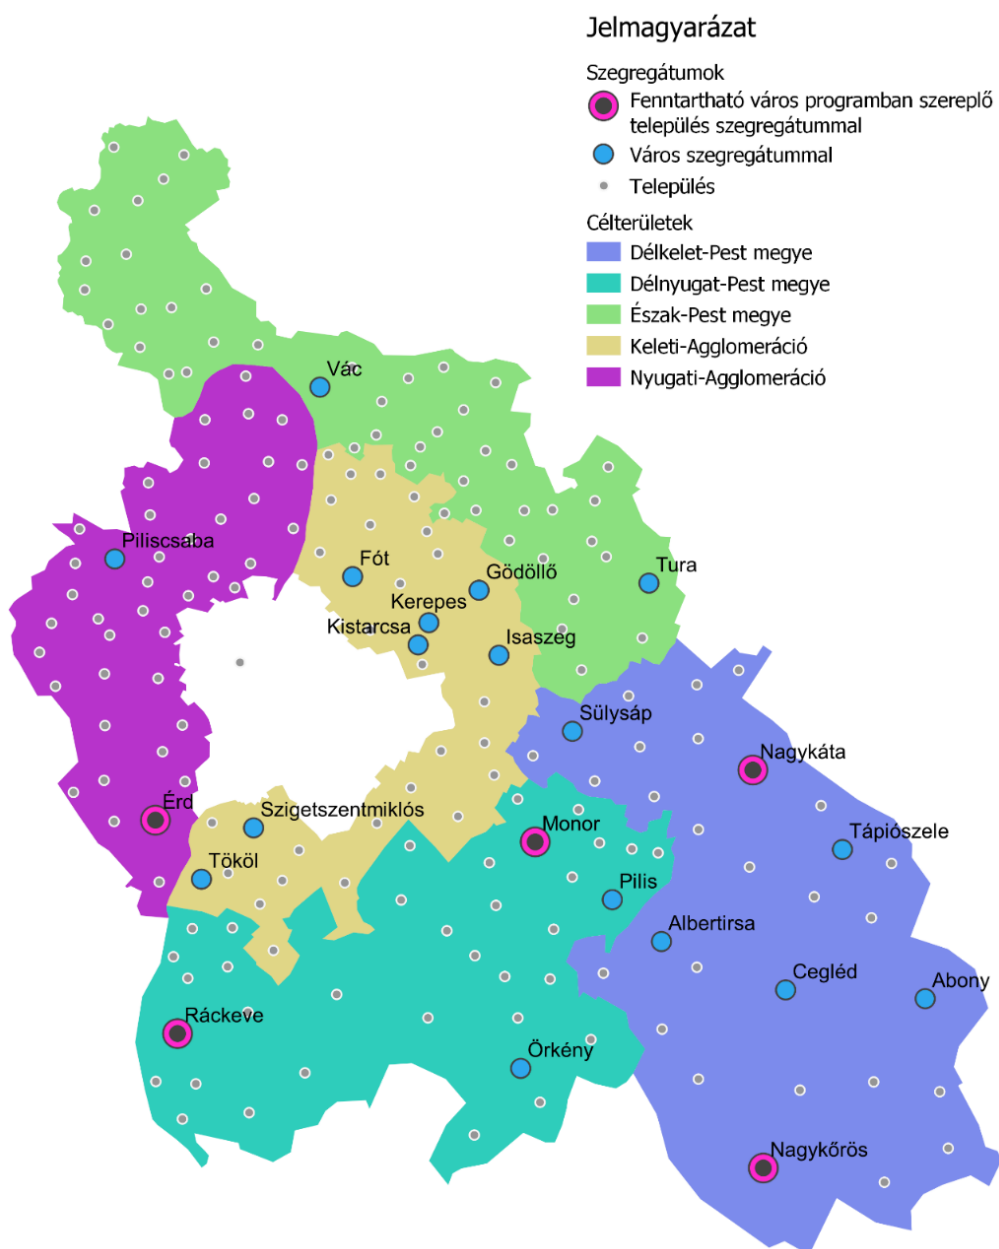 Jelmagyarázat
Szegregátumok
Fenntartható város programban szereplő
település szegregátummal
Város szegregátummal
Település
Célterületek
Délkelet-Pest megye
Délnyugat-Pest megye
Észak-Pest megye
Keleti-Agglomeráció
Nyugati-Agglomeráció
Vác
Piliscsaba
Fót
Gödöllő
Tura
Kerepes
Kistarcsa
Isaszeg
Sülysáp
Nagykáta
Érd
Szigetszentmiklós
Monor
Tápiószele
Tököl
Pilis
Albertirsa
Cegléd
Abony
Ráckeve
Örkény
Nagykőrös